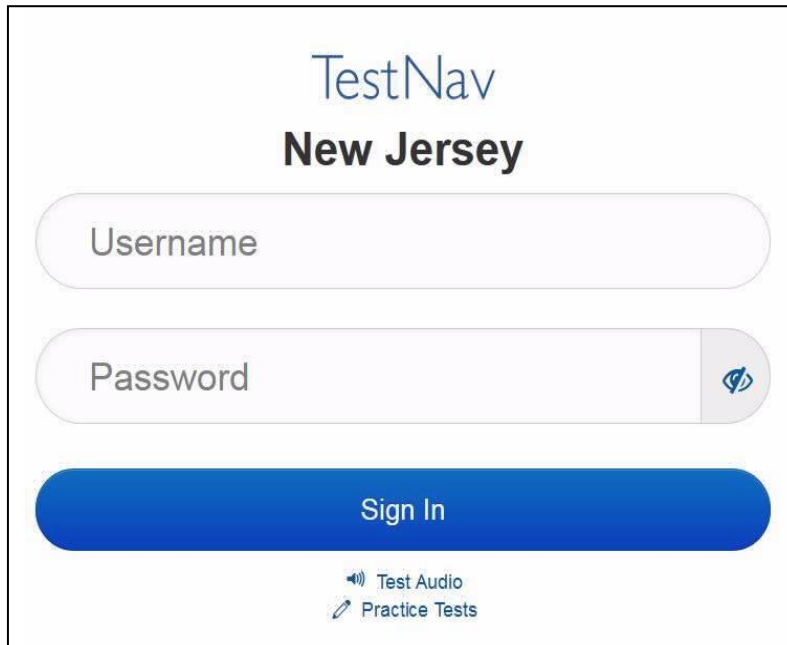 TestNav
New Jersey
Username
Password
Sign In
Test Audio
Practice Tests